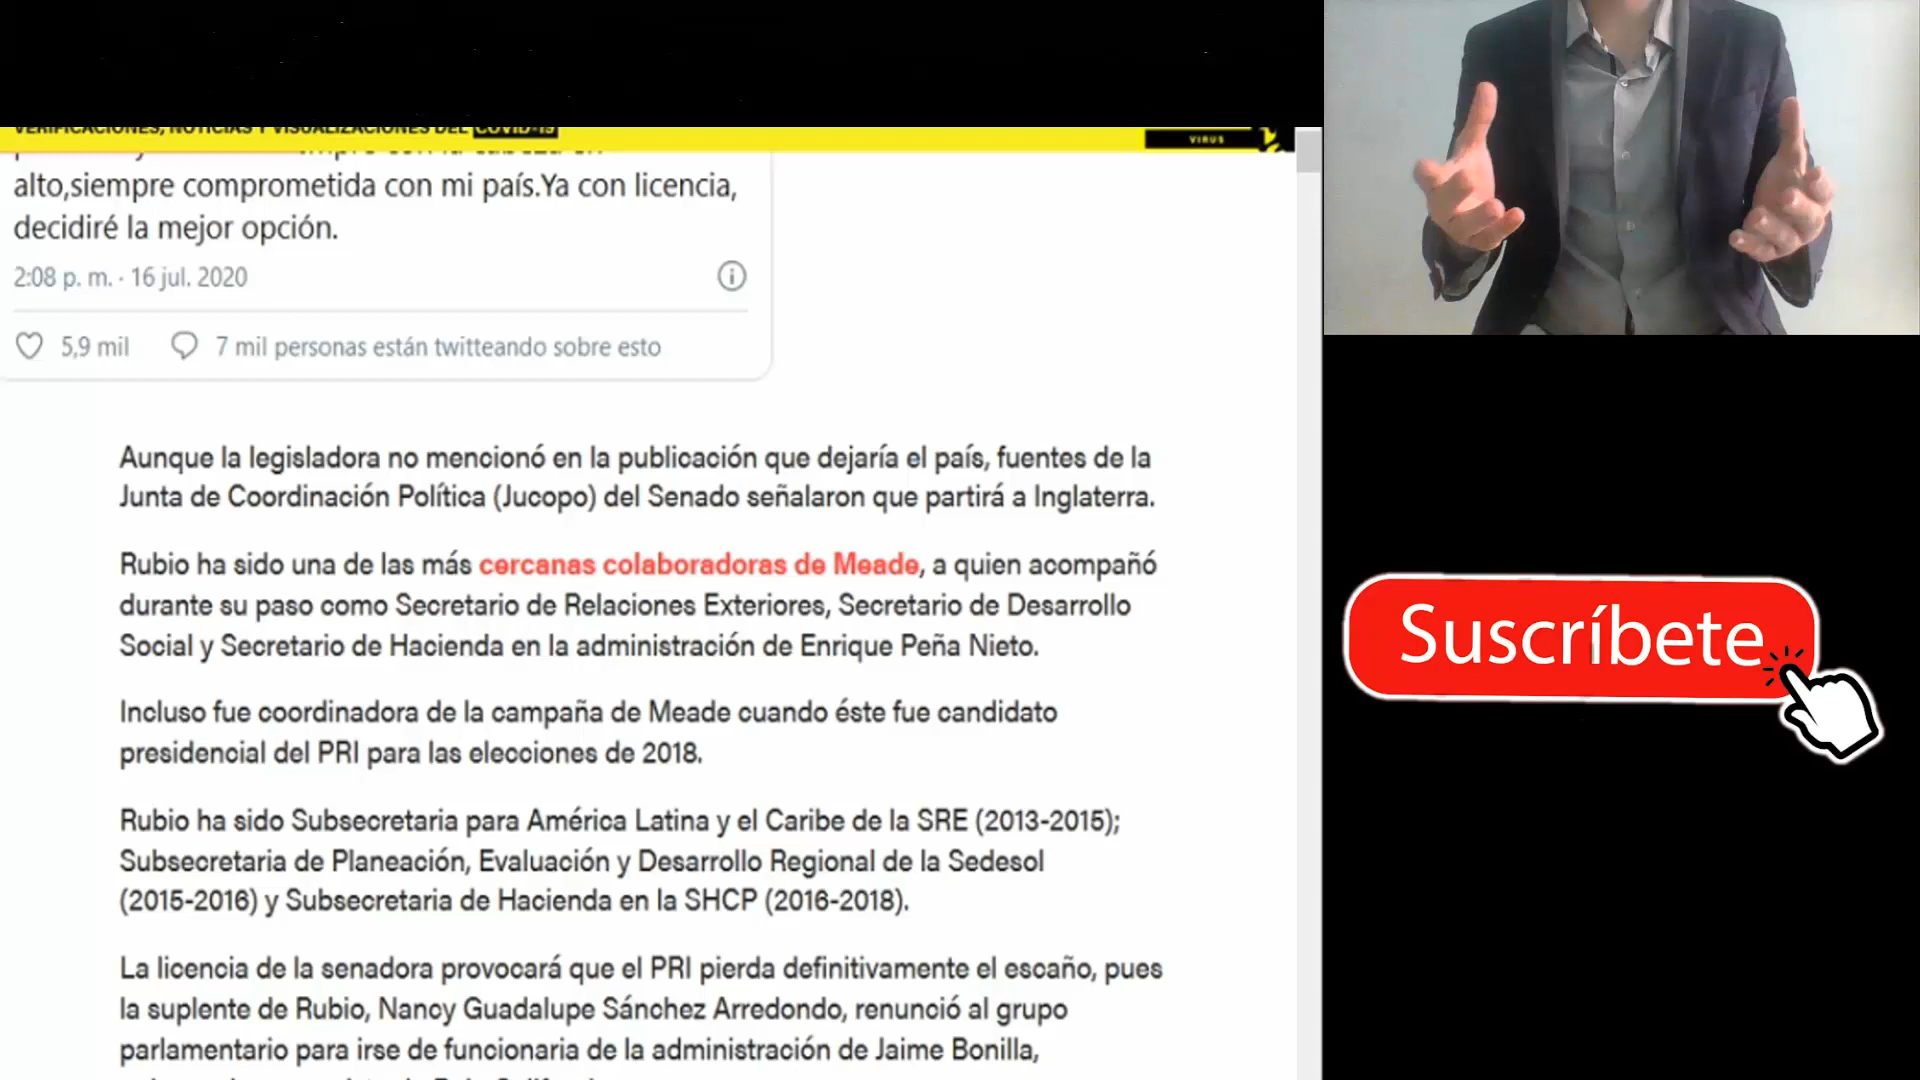 VERIFICACIONES, NOTICIAS Y VISUALIZACIONES DEL COVID-19
VIRUS
alto,siempre comprometida con mi país.Ya con licencia,
decidiré la mejor opción.
2:08 p. m. · 16 jul. 2020
5,9 mil 7 mil personas están twitteando sobre esto
Aunque la legisladora no mencionó en la publicación que dejaría el país, fuentes de la
Junta de Coordinación Política (Jucopo) del Senado señalaron que partirá a Inglaterra.
Rubio ha sido una de las más cercanas colaboradoras de Meade, a quien acompañó
durante su paso como Secretario de Relaciones Exteriores, Secretario de Desarrollo
Social y Secretario de Hacienda en la administración de Enrique Peña Nieto.
Incluso fue coordinadora de la campaña de Meade cuando éste fue candidato
presidencial del PRI para las elecciones de 2018.
Rubio ha sido Subsecretaria para América Latina y el Caribe de la SRE (2013-2015);
Subsecretaria de Planeación, Evaluación y Desarrollo Regional de la Sedesol
(2015-2016) y Subsecretaria de Hacienda en la SHCP (2016-2018).
La licencia de la senadora provocará que el PRI pierda definitivamente el escaño, pues
la suplente de Rubio, Nancy Guadalupe Sánchez Arredondo, renunció al grupo
parlamentario para irse de funcionaria de la administración de Jaime Bonilla,
Suscríbete